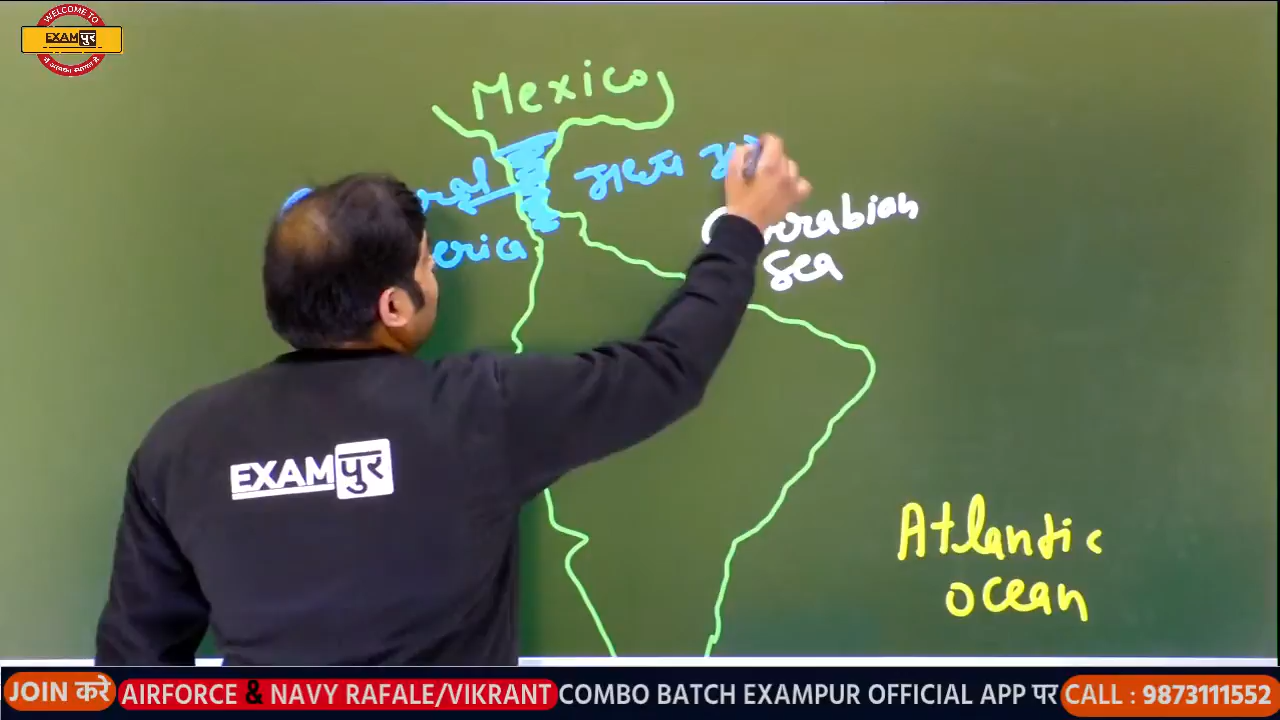 WELCOME TO
EXAMपुर
Mexico
मध्य
erica
Sea
EXAMपुर
Atlantic
ocean
JOIN करे AIRFORCE & NAVY RAFALE/VIKRANT COMBO BATCH EXAMPUR OFFICIAL APP पर CALL : 9873111552